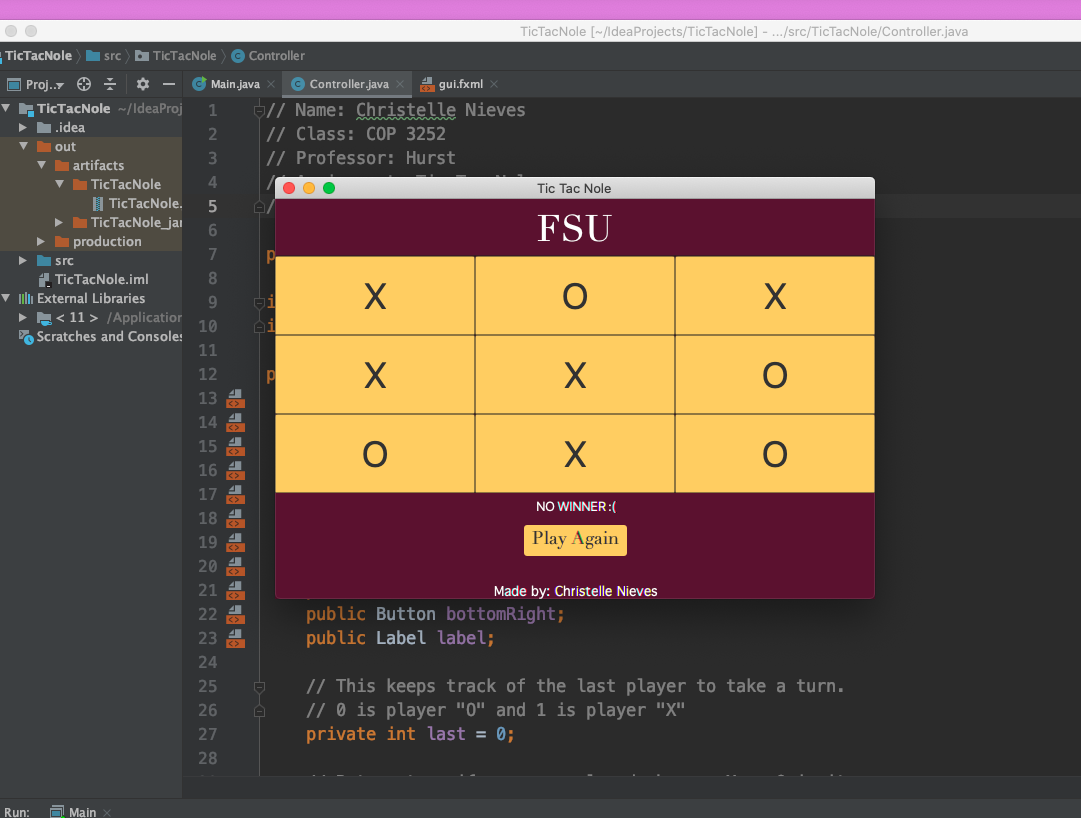 TicTacNole [~/IdeaProjects/TicTacNole] - .../src/TicTacNole/Controller.java
TicTacNole src TicTacNole Controller
Proj..
Main.java
Controller.java
gui.fxml
TicTacNole ~/IdeaProj
.idea
out
artifacts
TicTacNole
TicTacNole.
TicTacNole_jar
production
src
TicTacNole.iml
External Libraries
< 11 > /Application
Scratches and Consoles
1 // Name: Christelle Nieves
2 // Class: COP 3252
3 // Professor: Hurst
4 /
5 /
6
7 p
8
9 i
10 i
11
12 p
13
14
15
16
17
18
19
20
21
22 public Button bottomRight;
23 public Label label;
24
25 // This keeps track of the last player to take a turn.
26 // 0 is player "O" and 1 is player "X"
27 private int last = 0;
28
Tic Tac Nole
FSU
X O X
X X O
O X O
NO WINNER :(
Play Again
Made by: Christelle Nieves
Run: Main